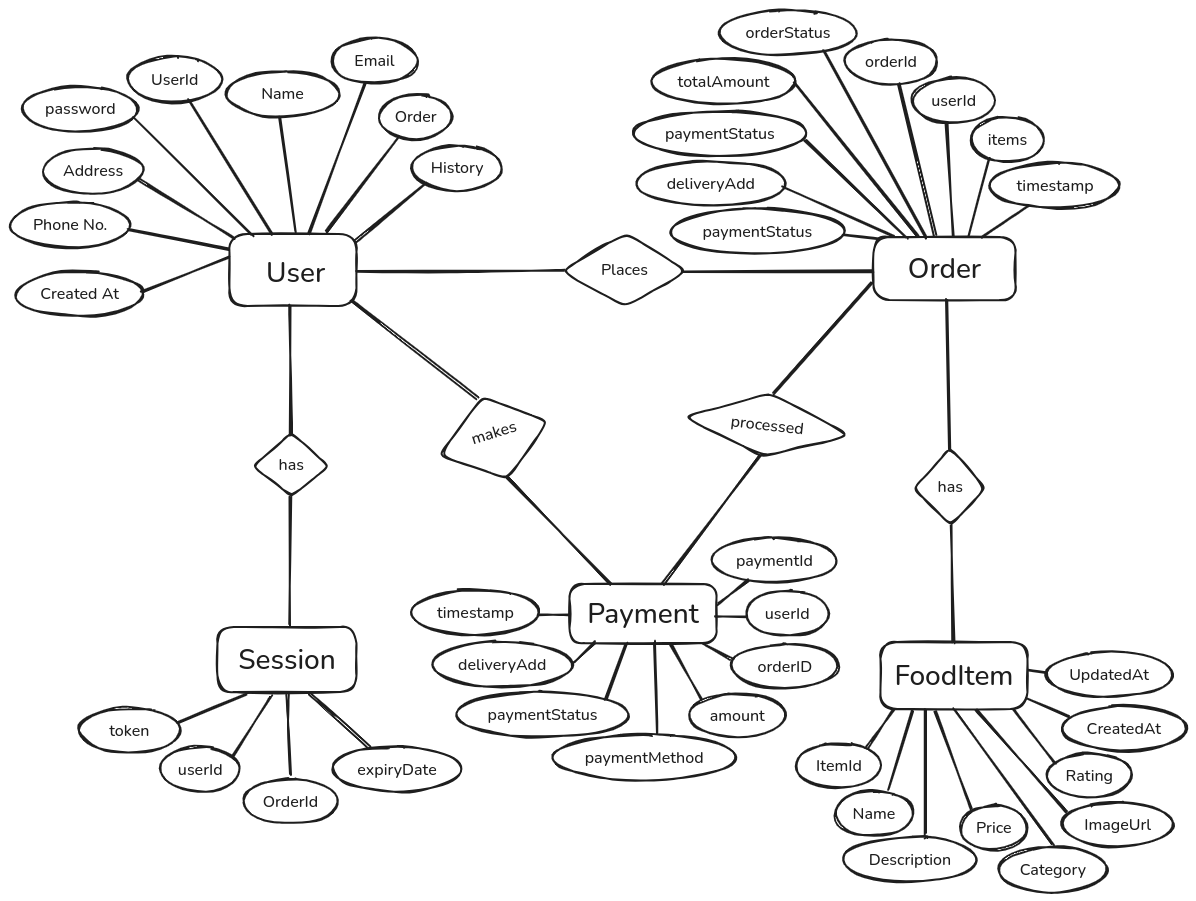 orderStatus
Email
orderId
UserId
totalAmount
Name
userId
password
Order
paymentStatus
items
Address
History
deliveryAdd
timestamp
Phone No.
paymentStatus
User
Places
Order
Created At
makes
processed
has
has
paymentId
timestamp
Payment
userId
Session
deliveryAdd
orderID
FoodItem
UpdatedAt
token
paymentStatus
amount
CreatedAt
userId
expiryDate
paymentMethod
ItemId
Rating
OrderId
Name
Price
ImageUrl
Description
Category